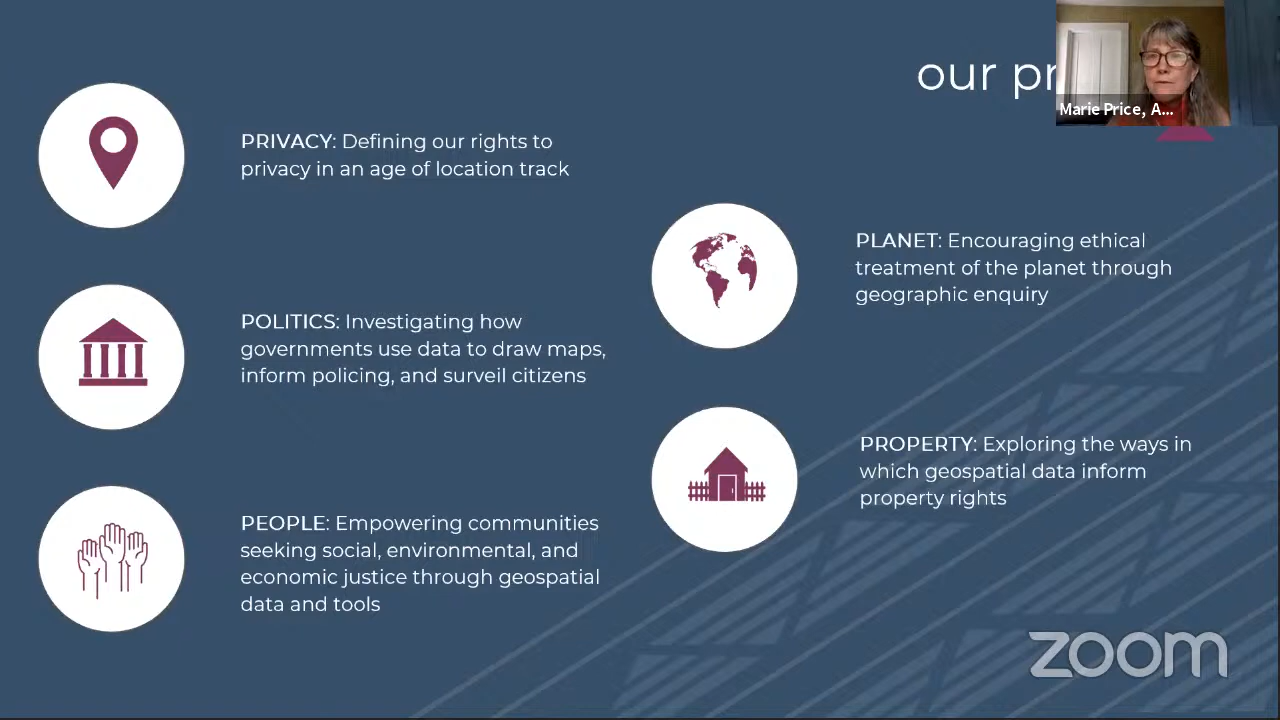 our pr
Marie Price, A...
PRIVACY: Defining our rights to
privacy in an age of location track
POLITICS: Investigating how
governments use data to draw maps,
inform policing, and surveil citizens
PEOPLE: Empowering communities
seeking social, environmental, and
economic justice through geospatial
data and tools
PLANET: Encouraging ethical
treatment of the planet through
geographic enquiry
PROPERTY: Exploring the ways in
which geospatial data inform
property rights
zoom